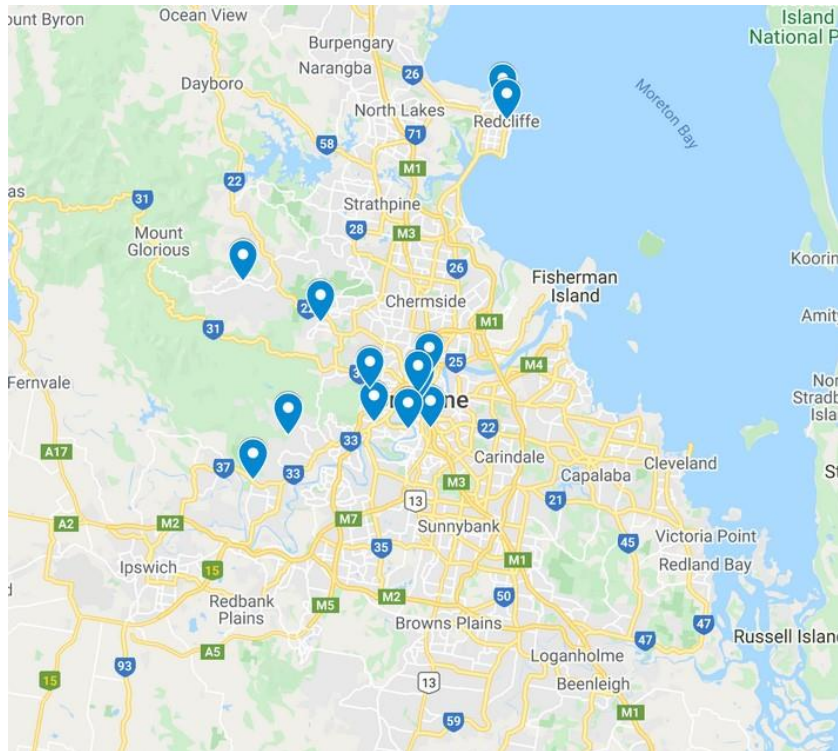 ount Byron
Ocean View
Burpengary
Narangba
26
Island
National P
Dayboro
North Lakes
Redcliffe
Moreton Bay
58
71
M1
22
as
31
Strathpine
Mount
Glorious
28
M3
26
Koorin
Fisherman
Island
Chermside
M1
Amit
31
25
M4
Fernvale
ne
22
33
Stradb
Islan
A17
37
33
Carindale
Cleveland
Capalaba
M3
13
21
St
A2
M2
M7
Sunnybank
45
Victoria Point
Redland Bay
35
M1
Ipswich
15
M2
50
Redbank
Plains
M5
Browns Plains
47
47
Russell Island
A5
93
15
Loganholme
13
Beenleigh
M1
59